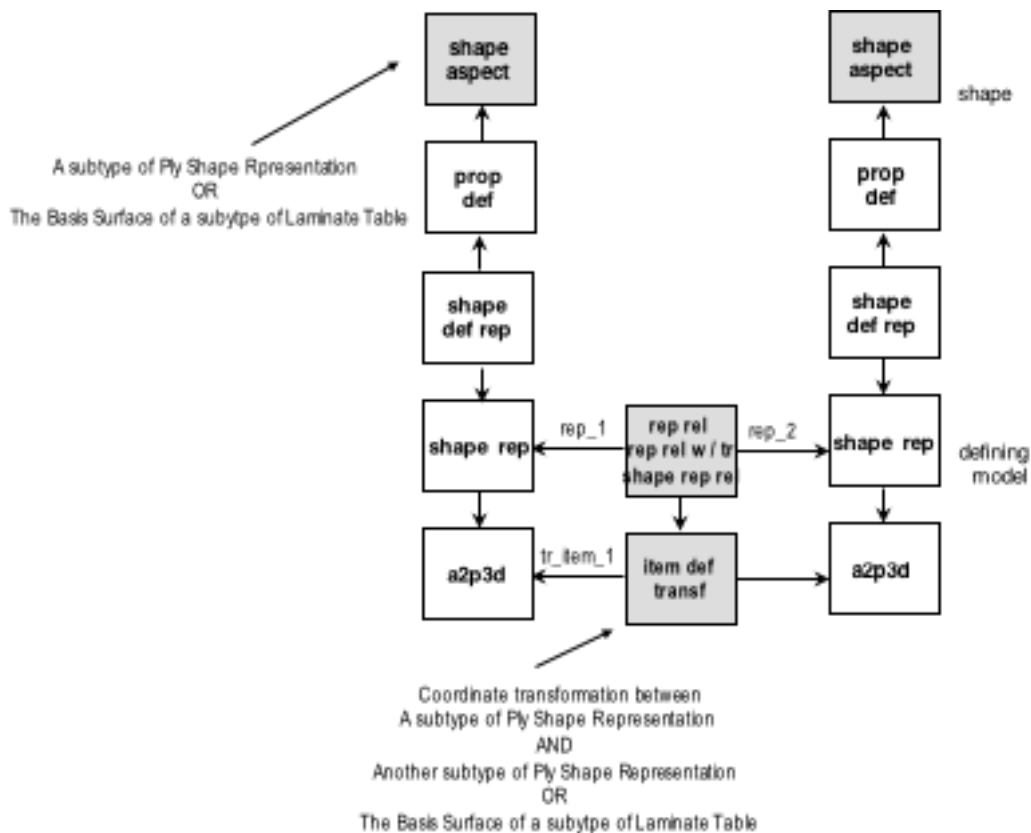 shape
aspect
shape
aspect
shape
A subtype of Ply Shape Rpresentation
OR
The Basis Surface of a subytpe of Laminate Table
prop
def
prop
def
shape
def rep
shape
def rep
shape rep
rep_1
rep rel
rep rel w / tr
shape rep rel
rep_2
shape rep
defining
model
a2p3d
tr_item_1
item def
transf
a2p3d
Coordinate transformation between
A subtype of Ply Shape Representation
AND
Another subtype of Ply Shape Representation
OR
The Basis Surface of a subytpe of Laminate Table